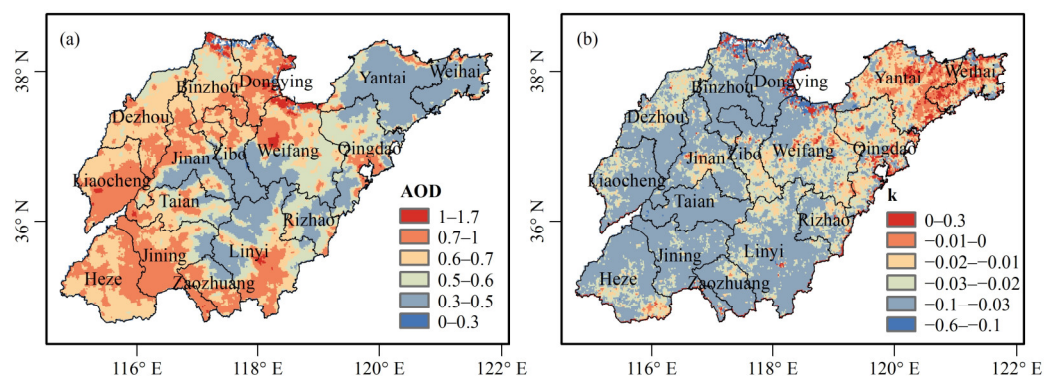 (a)
38° N
36° N
Binzhou
Dongying
Yantai
Weihai
Dezhou
Jinan
Zibo
Weifang
Qingdao
Liaocheng
Taian
Rizhao
Linyi
Jining
Heze
Zaozhuang
AOD
1–1.7
0.7–1
0.6–0.7
0.5–0.6
0.3–0.5
0–0.3
116° E
118° E
120° E
122° E
(b)
38° N
36° N
Binzhou
Dongying
Yantai
Weihai
Dezhou
Jinan
Zibo
Weifang
Qingdao
Liaocheng
Taian
Rizhao
Linyi
Jining
Heze
Zaozhuang
k
0–0.3
−0.01–0
−0.02–−0.01
−0.03–−0.02
−0.1–−0.03
−0.6–−0.1
116° E
118° E
120° E
122° E